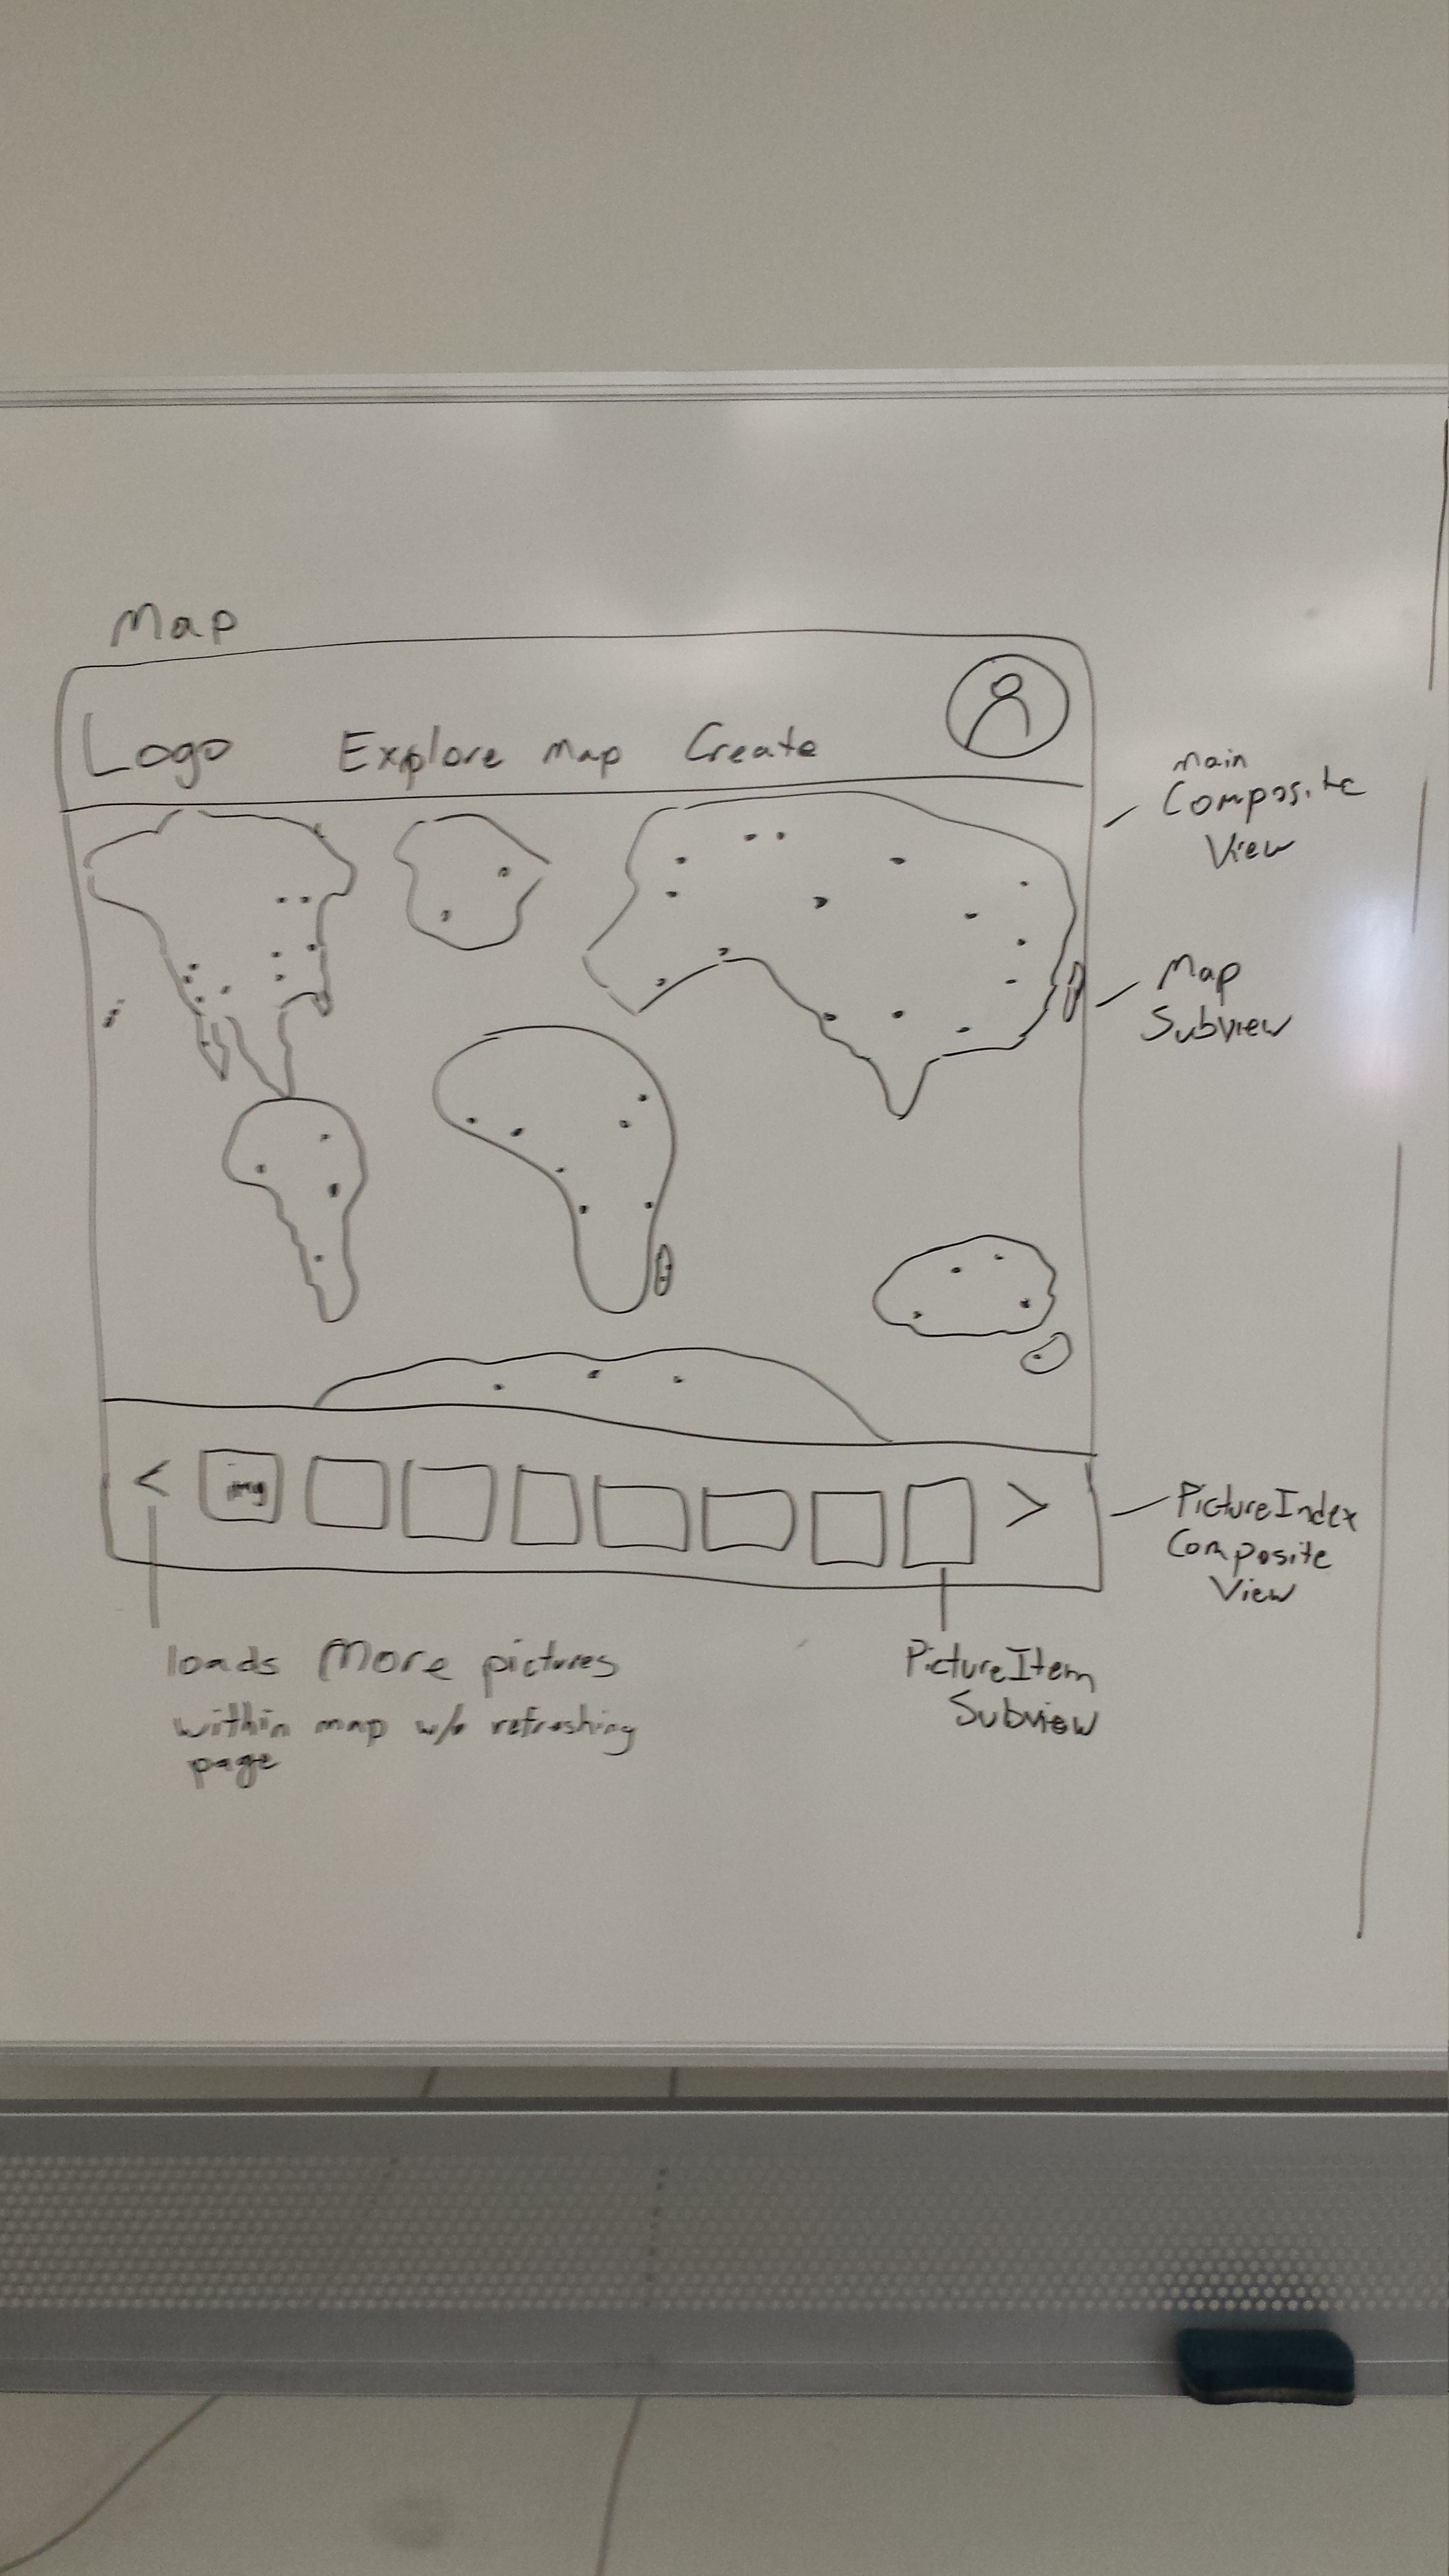 Map
Logo Explore Map Create
Main
Composite
View
Map
Subview
< img >
PictureIndex
Composite
View
loads More pictures
within map w/o refreshing
page
PictureItem
Subview